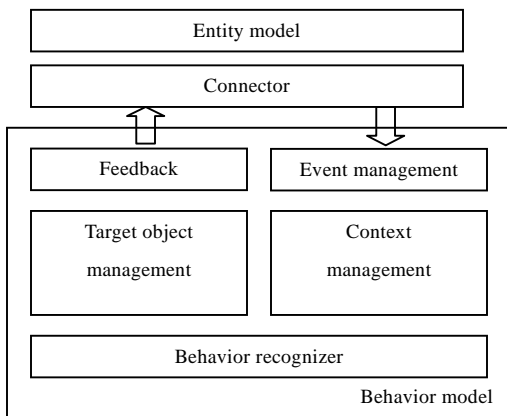 Entity model
Connector
Feedback
Event management
Target object
management
Context
management
Behavior recognizer
Behavior model